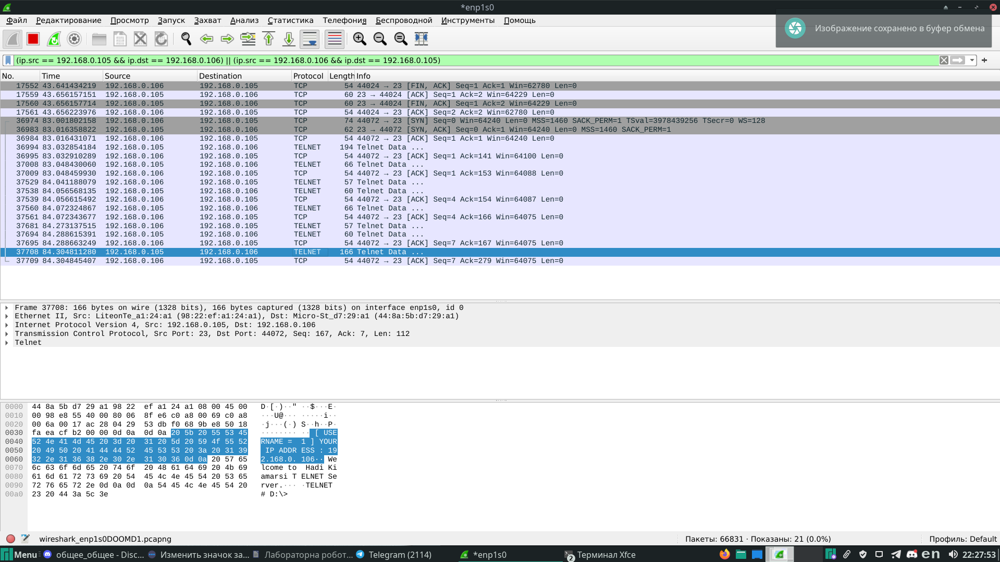 *enp1s0
Файл Редактирование Просмотр Запуск Захват Анализ Статистика Телефония Беспроводной Инструменты Помощь
Изображение сохранено в буфер обмена
(ip.src == 192.168.0.105 && ip.dst == 192.168.0.106) || (ip.src == 192.168.0.106 && ip.dst == 192.168.0.105)
No. Time Source Destination Protocol Length Info
17552 43.641434219 192.168.0.106 192.168.0.105 TCP 54 44024 → 23 [FIN, ACK] Seq=1 Ack=1 Win=62780 Len=0
17559 43.656157151 192.168.0.105 192.168.0.106 TCP 60 23 → 44024 [ACK] Seq=1 Ack=2 Win=64229 Len=0
17560 43.656157714 192.168.0.105 192.168.0.106 TCP 60 23 → 44024 [FIN, ACK] Seq=1 Ack=2 Win=64229 Len=0
17561 43.656223976 192.168.0.106 192.168.0.105 TCP 54 44024 → 23 [ACK] Seq=2 Ack=2 Win=62780 Len=0
36974 83.001802158 192.168.0.106 192.168.0.105 TCP 74 44072 → 23 [SYN] Seq=0 Win=64240 Len=0 MSS=1460 SACK_PERM=1 TSval=3978439256 TSecr=0 WS=128
36983 83.016358822 192.168.0.105 192.168.0.106 TCP 62 23 → 44072 [SYN, ACK] Seq=0 Ack=1 Win=64240 Len=0 MSS=1460 SACK_PERM=1
36984 83.016431071 192.168.0.106 192.168.0.105 TCP 54 44072 → 23 [ACK] Seq=1 Ack=1 Win=64240 Len=0
36994 83.032854184 192.168.0.105 192.168.0.106 TELNET 194 Telnet Data ...
36995 83.032910289 192.168.0.106 192.168.0.105 TCP 54 44072 → 23 [ACK] Seq=1 Ack=141 Win=64100 Len=0
37008 83.048430060 192.168.0.105 192.168.0.106 TELNET 66 Telnet Data ...
37009 83.048459930 192.168.0.106 192.168.0.105 TCP 54 44072 → 23 [ACK] Seq=1 Ack=153 Win=64088 Len=0
37529 84.041188079 192.168.0.106 192.168.0.105 TELNET 57 Telnet Data ...
37538 84.056568135 192.168.0.105 192.168.0.106 TELNET 60 Telnet Data ...
37539 84.056615492 192.168.0.106 192.168.0.105 TCP 54 44072 → 23 [ACK] Seq=4 Ack=154 Win=64087 Len=0
37560 84.072324867 192.168.0.105 192.168.0.106 TELNET 66 Telnet Data ...
37561 84.072343677 192.168.0.106 192.168.0.105 TCP 54 44072 → 23 [ACK] Seq=4 Ack=166 Win=64075 Len=0
37681 84.273137515 192.168.0.106 192.168.0.105 TELNET 57 Telnet Data ...
37694 84.288615391 192.168.0.105 192.168.0.106 TELNET 60 Telnet Data ...
37695 84.288663249 192.168.0.106 192.168.0.105 TCP 54 44072 → 23 [ACK] Seq=7 Ack=167 Win=64075 Len=0
37708 84.304811280 192.168.0.105 192.168.0.106 TELNET 166 Telnet Data ...
37709 84.304845407 192.168.0.106 192.168.0.105 TCP 54 44072 → 23 [ACK] Seq=7 Ack=279 Win=64075 Len=0
Frame 37708: 166 bytes on wire (1328 bits), 166 bytes captured (1328 bits) on interface enp1s0, id 0
Ethernet II, Src: LiteonTe_a1:24:a1 (98:22:ef:a1:24:a1), Dst: Micro-St_d7:29:a1 (44:8a:5b:d7:29:a1)
Internet Protocol Version 4, Src: 192.168.0.105, Dst: 192.168.0.106
Transmission Control Protocol, Src Port: 23, Dst Port: 44072, Seq: 167, Ack: 7, Len: 112
Telnet
0000 44 8a 5b d7 29 a1 98 22 ef a1 24 a1 08 00 45 00 D·[·)··" ··$···E·
0010 00 98 e8 55 40 00 80 06 8f e6 c0 a8 00 69 c0 a8 ···U@··· ·····i··
0020 00 6a 00 17 ac 28 04 29 53 db f0 68 9b e8 50 18 ·j···(·) S··h··P·
0030 fa ea cf b2 00 00 0d 0a 0d 0a 20 5b 20 55 53 45 ········ ·· [ USE
0040 52 4e 41 4d 45 20 3d 20 31 20 5d 20 59 4f 55 52 RNAME = 1 ] YOUR
0050 20 49 50 20 41 44 44 52 45 53 53 20 3a 20 31 39 IP ADDR ESS : 19
0060 32 2e 31 36 38 2e 30 2e 31 30 36 0d 0a 20 57 65 2.168.0. 106·· We
0070 6c 63 6f 6d 65 20 74 6f 20 48 61 64 69 20 4b 69 lcome to Hadi Ki
0080 61 6d 61 72 73 69 20 54 45 4c 4e 45 54 20 53 65 amarsi T ELNET Se
0090 72 76 65 72 2e 0d 0a 0d 0a 54 45 4c 4e 45 54 20 rver.··· ·TELNET
00a0 23 20 44 3a 5c 3e # D:\>
wireshark_enp1s0DOOMD1.pcapng Пакеты: 66831 · Показаны: 21 (0.0%) Профиль: Default
Menu общее_общее - Disc... Изменить значок за... Лабораторна робот... Telegram (2114) *enp1s0 2 Терминал Xfce en 22:27:53